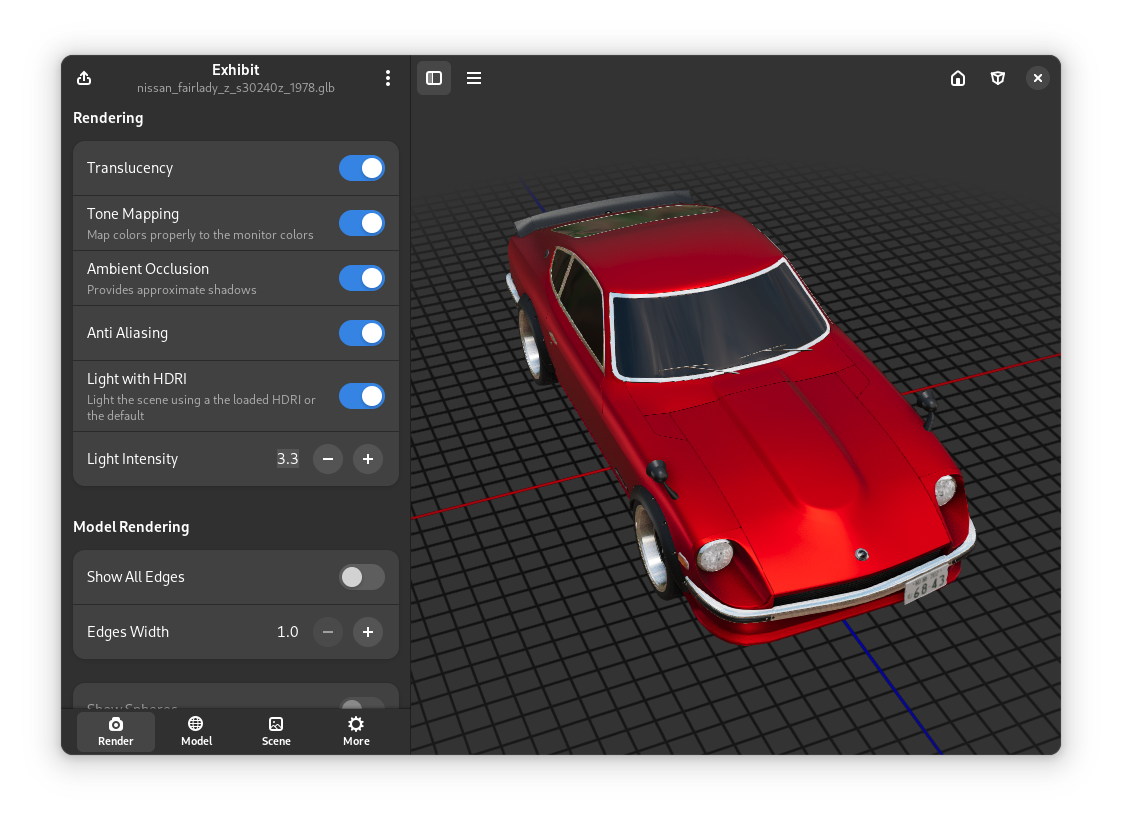 Exhibit
nissan_fairlady_z_s30240z_1978.glb
Rendering
Translucency
Tone Mapping
Map colors properly to the monitor colors
Ambient Occlusion
Provides approximate shadows
Anti Aliasing
Light with HDRI
Light the scene using a the loaded HDRI or
the default
Light Intensity 3.3
Model Rendering
Show All Edges
Edges Width 1.0
Show Spheres
Render Model Scene More
6843